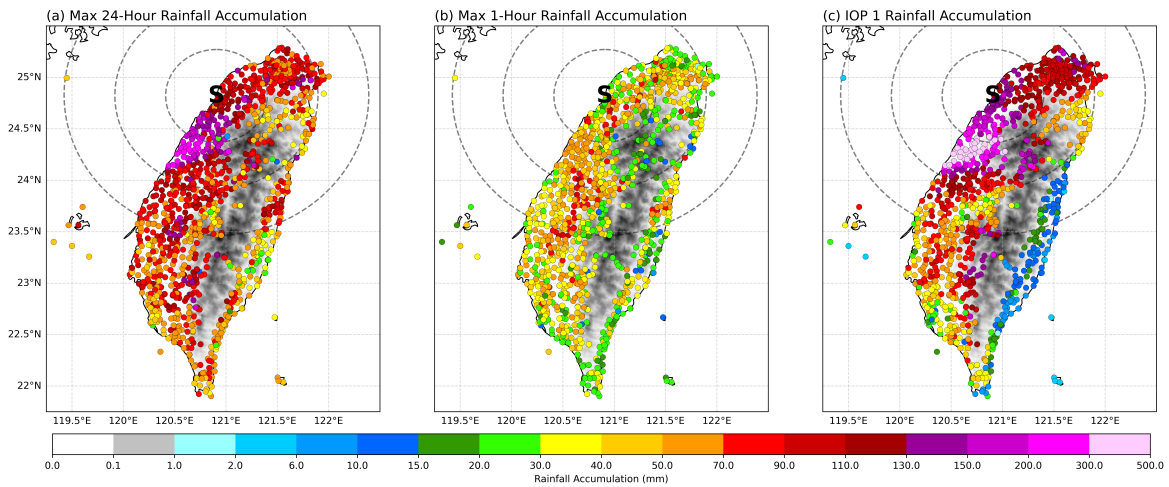 (a) Max 24-Hour Rainfall Accumulation
(b) Max 1-Hour Rainfall Accumulation
(c) IOP 1 Rainfall Accumulation
25°N
24.5°N
24°N
23.5°N
23°N
22.5°N
22°N
S
S
S
119.5°E 120°E 120.5°E 121°E 121.5°E 122°E
119.5°E 120°E 120.5°E 121°E 121.5°E 122°E
119.5°E 120°E 120.5°E 121°E 121.5°E 122°E
0.0 0.1 1.0 2.0 6.0 10.0 15.0 20.0 30.0 40.0 50.0 70.0 90.0 110.0 130.0 150.0 200.0 300.0 500.0
Rainfall Accumulation (mm)